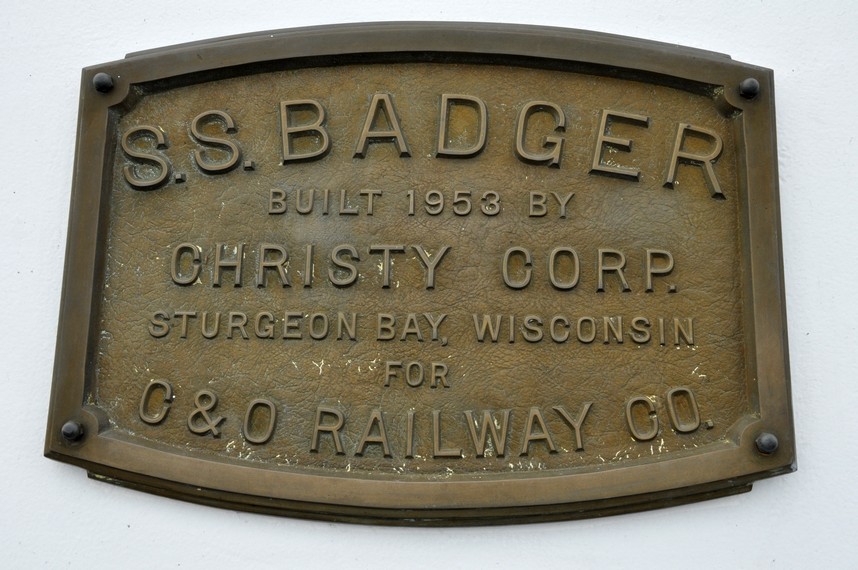 S.S. BADGER
BUILT 1953 BY
CHRISTY CORP.
STURGEON BAY, WISCONSIN
FOR
C&O RAILWAY CO.